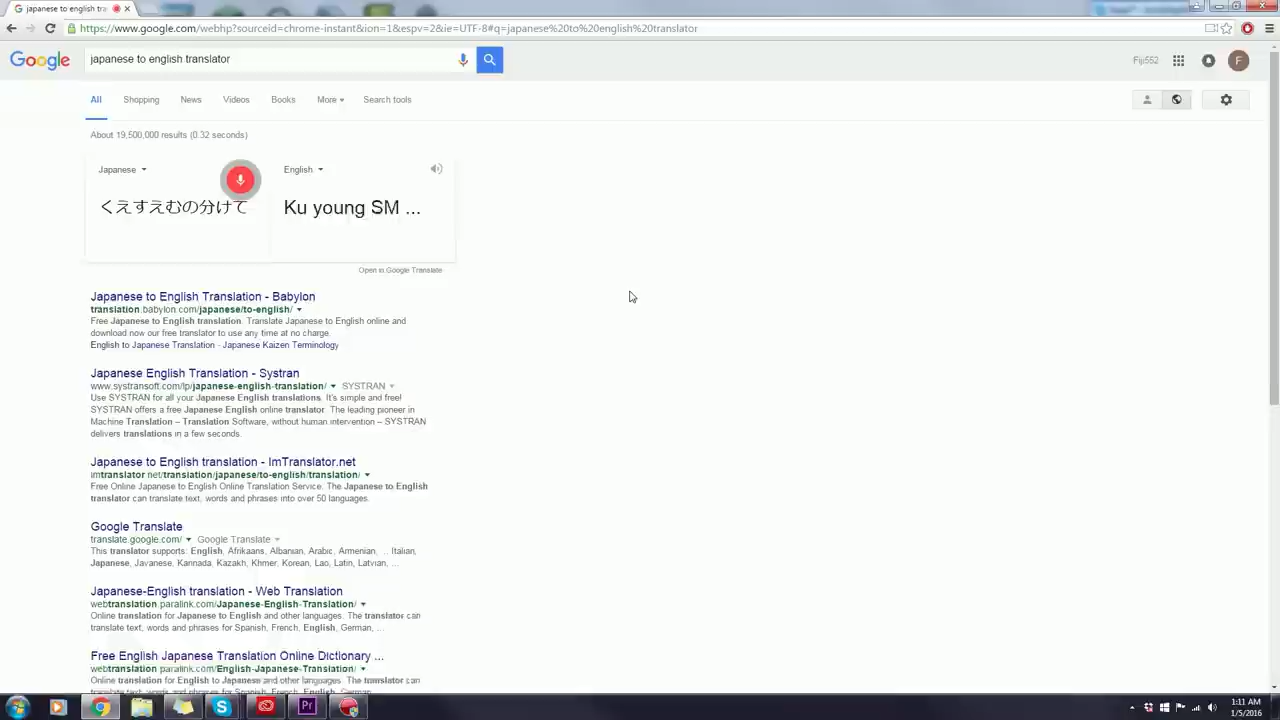 japanese to english tra
https://www.google.com/webhp?sourceid=chrome-instant&ion=1&espv=2&ie=UTF-8#q=japanese%20to%20english%20translator
Google
japanese to english translator
Fiji552
F
All Shopping News Videos Books More Search tools
About 19,500,000 results (0.32 seconds)
Japanese English
くえすえむの分けて Ku young SM ...
Open in Google Translate
Japanese to English Translation - Babylon
translation.babylon.com/japanese/to-english/
Free Japanese to English translation. Translate Japanese to English online and
download now our free translator to use any time at no charge.
English to Japanese Translation - Japanese Kaizen Terminology
Japanese English Translation - Systran
www.systransoft.com/lp/japanese-english-translation/ SYSTRAN
Use SYSTRAN for all your Japanese English translations. It's simple and free!
SYSTRAN offers a free Japanese English online translator. The leading pioneer in
Machine Translation – Translation Software, without human intervention – SYSTRAN
delivers translations in a few seconds.
Japanese to English translation - ImTranslator.net
imtranslator.net/translation/japanese/to-english/translation/
Free Online Japanese to English Online Translation Service. The Japanese to English
translator can translate text, words and phrases into over 50 languages.
Google Translate
translate.google.com/ Google Translate
This translator supports: English, Afrikaans, Albanian, Arabic, Armenian, ... Italian,
Japanese, Javanese, Kannada, Kazakh, Khmer, Korean, Lao, Latin, Latvian, ...
Japanese-English translation - Web Translation
webtranslation.paralink.com/Japanese-English-Translation/
Online translation for Japanese to English and other languages. The translator can
translate text, words and phrases for Spanish, French, English, German, ...
Free English Japanese Translation Online Dictionary ...
webtranslation.paralink.com/English-Japanese-Translation/
Online translation for English to Japanese and other languages. The translator can
translate text, words and phrases for Spanish, French, English, German
Pr
1:11 AM
1/5/2016